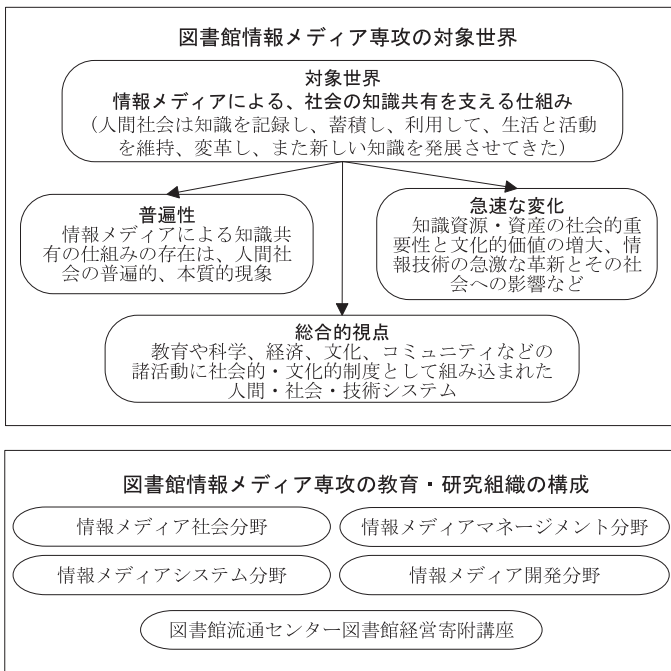 図書館情報メディア専攻の対象世界
対象世界
情報メディアによる、社会の知識共有を支える仕組み
(人間社会は知識を記録し、蓄積し、利用して、生活と活動
を維持、変革し、また新しい知識を発展させてきた)
普遍性
情報メディアによる知識共
有の仕組みの存在は、人間社
会の普遍的、本質的現象
急速な変化
知識資源・資産の社会的重
要性と文化的価値の増大、情
報技術の急激な革新とその社
会への影響など
総合的視点
教育や科学、経済、文化、コミュニティなどの
諸活動に社会的・文化的制度として組み込まれた
人間・社会・技術システム
図書館情報メディア専攻の教育・研究組織の構成
情報メディア社会分野
情報メディアマネージメント分野
情報メディアシステム分野
情報メディア開発分野
図書館流通センター図書館経営寄附講座